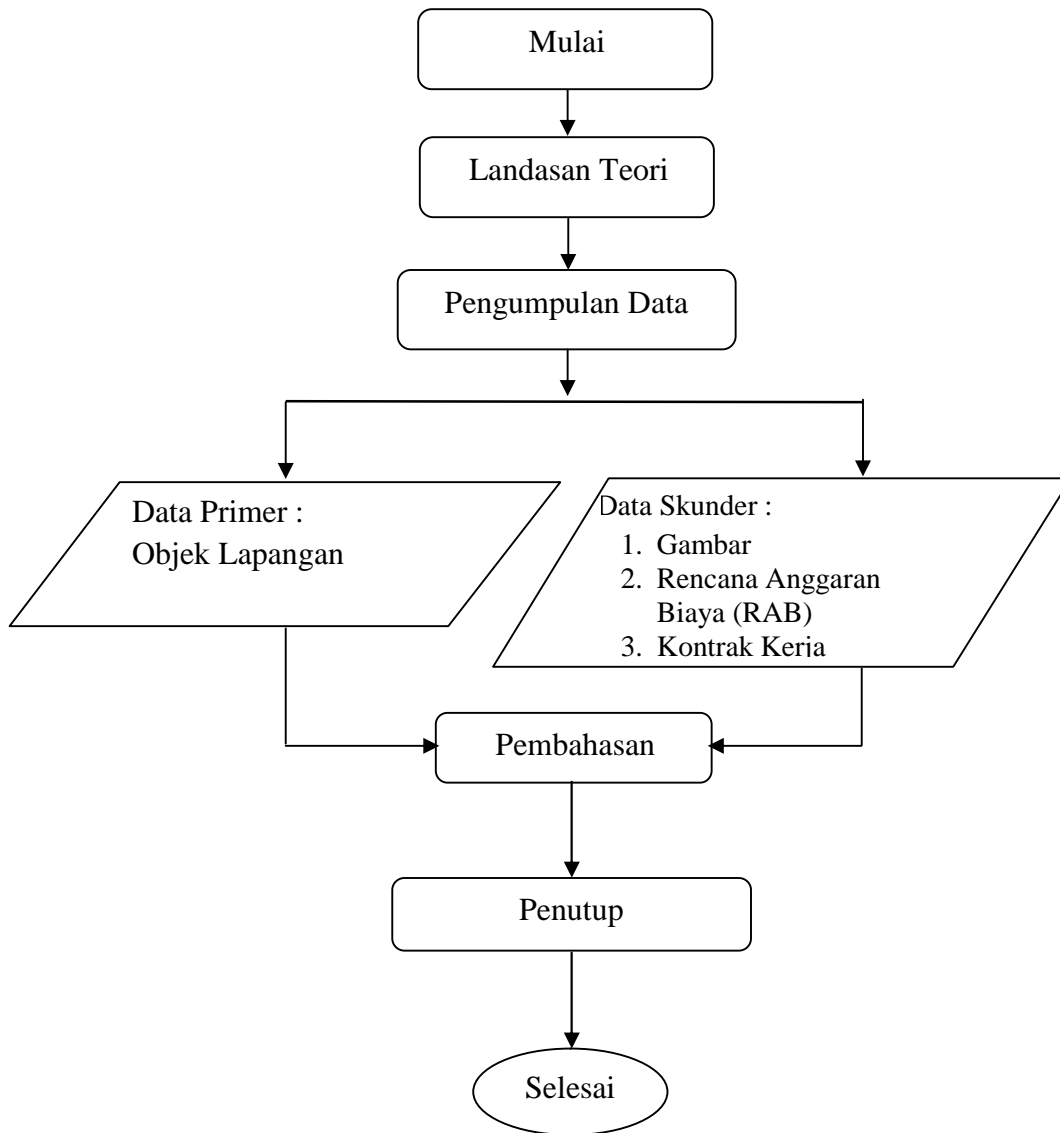 Mulai
Landasan Teori
Pengumpulan Data
Data Primer :
Objek Lapangan
Data Skunder :
1. Gambar
2. Rencana Anggaran
Biaya (RAB)
3. Kontrak Kerja
Pembahasan
Penutup
Selesai